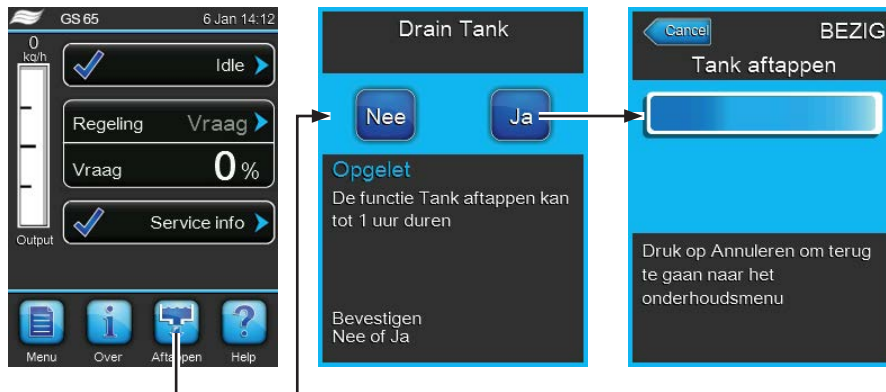 GS 65
6 Jan 14:12
0
kg/h
Idle
Regeling Vraag
Vraag 0 %
Service info
Output
Menu Over Aftappen Help
Drain Tank
Nee Ja
Opgelet
De functie Tank aftappen kan
tot 1 uur duren
Bevestigen
Nee of Ja
Cancel BEZIG
Tank aftappen
Druk op Annuleren om terug
te gaan naar het
onderhoudsmenu